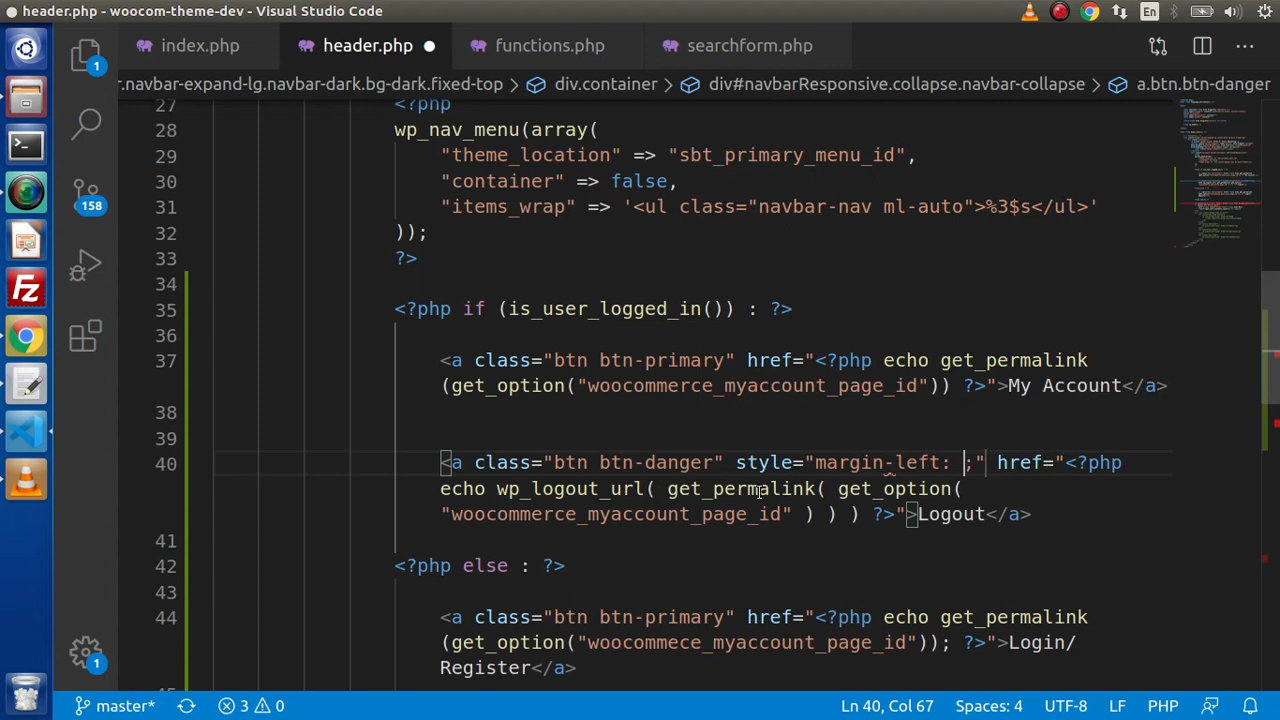 header.php - woocom-theme-dev - Visual Studio Code
En
index.php
header.php
functions.php
searchform.php
r.navbar-expand-lg.navbar-dark.bg-dark.fixed-top > div.container > div#navbarResponsive.collapse.navbar-collapse > a.btn.btn-danger
27 <?php
28 wp_nav_menu(array(
29 "theme_location" => "sbt_primary_menu_id",
30 "container" => false,
31 "items_wrap" => '<ul class="navbar-nav ml-auto">%3$s</ul>'
32 ));
33 ?>
34
35 <?php if (is_user_logged_in()) : ?>
36
37 <a class="btn btn-primary" href="<?php echo get_permalink
(get_option("woocommerce_myaccount_page_id")) ?>">My Account</a>
38
39
40 <a class="btn btn-danger" style="margin-left: ;" href="<?php
echo wp_logout_url( get_permalink( get_option(
"woocommerce_myaccount_page_id" ) ) ) ?>">Logout</a>
41
42 <?php else : ?>
43
44 <a class="btn btn-primary" href="<?php echo get_permalink
(get_option("woocommece_myaccount_page_id")); ?>">Login/
Register</a>
1
158
1
master*
3
0
Ln 40, Col 67
Spaces: 4
UTF-8
LF
PHP